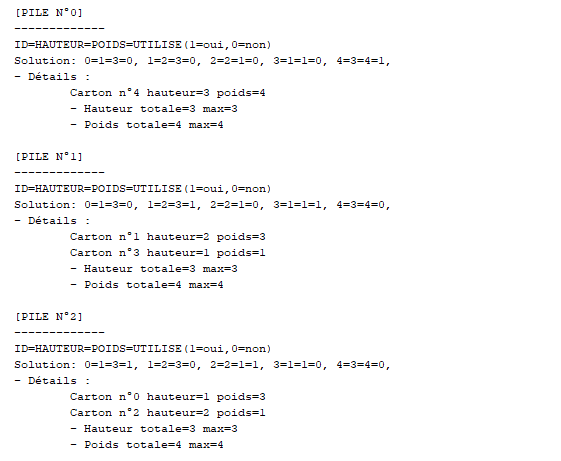 [PILE N°0]
-------------
ID=HAUTEUR=POIDS=UTILISE(1=oui,0=non)
Solution: 0=1=3=0, 1=2=3=0, 2=2=1=0, 3=1=1=0, 4=3=4=1,
- Détails :
Carton n°4 hauteur=3 poids=4
- Hauteur totale=3 max=3
- Poids totale=4 max=4
[PILE N°1]
-------------
ID=HAUTEUR=POIDS=UTILISE(1=oui,0=non)
Solution: 0=1=3=0, 1=2=3=1, 2=2=1=0, 3=1=1=1, 4=3=4=0,
- Détails :
Carton n°1 hauteur=2 poids=3
Carton n°3 hauteur=1 poids=1
- Hauteur totale=3 max=3
- Poids totale=4 max=4
[PILE N°2]
-------------
ID=HAUTEUR=POIDS=UTILISE(1=oui,0=non)
Solution: 0=1=3=1, 1=2=3=0, 2=2=1=1, 3=1=1=0, 4=3=4=0,
- Détails :
Carton n°0 hauteur=1 poids=3
Carton n°2 hauteur=2 poids=1
- Hauteur totale=3 max=3
- Poids totale=4 max=4